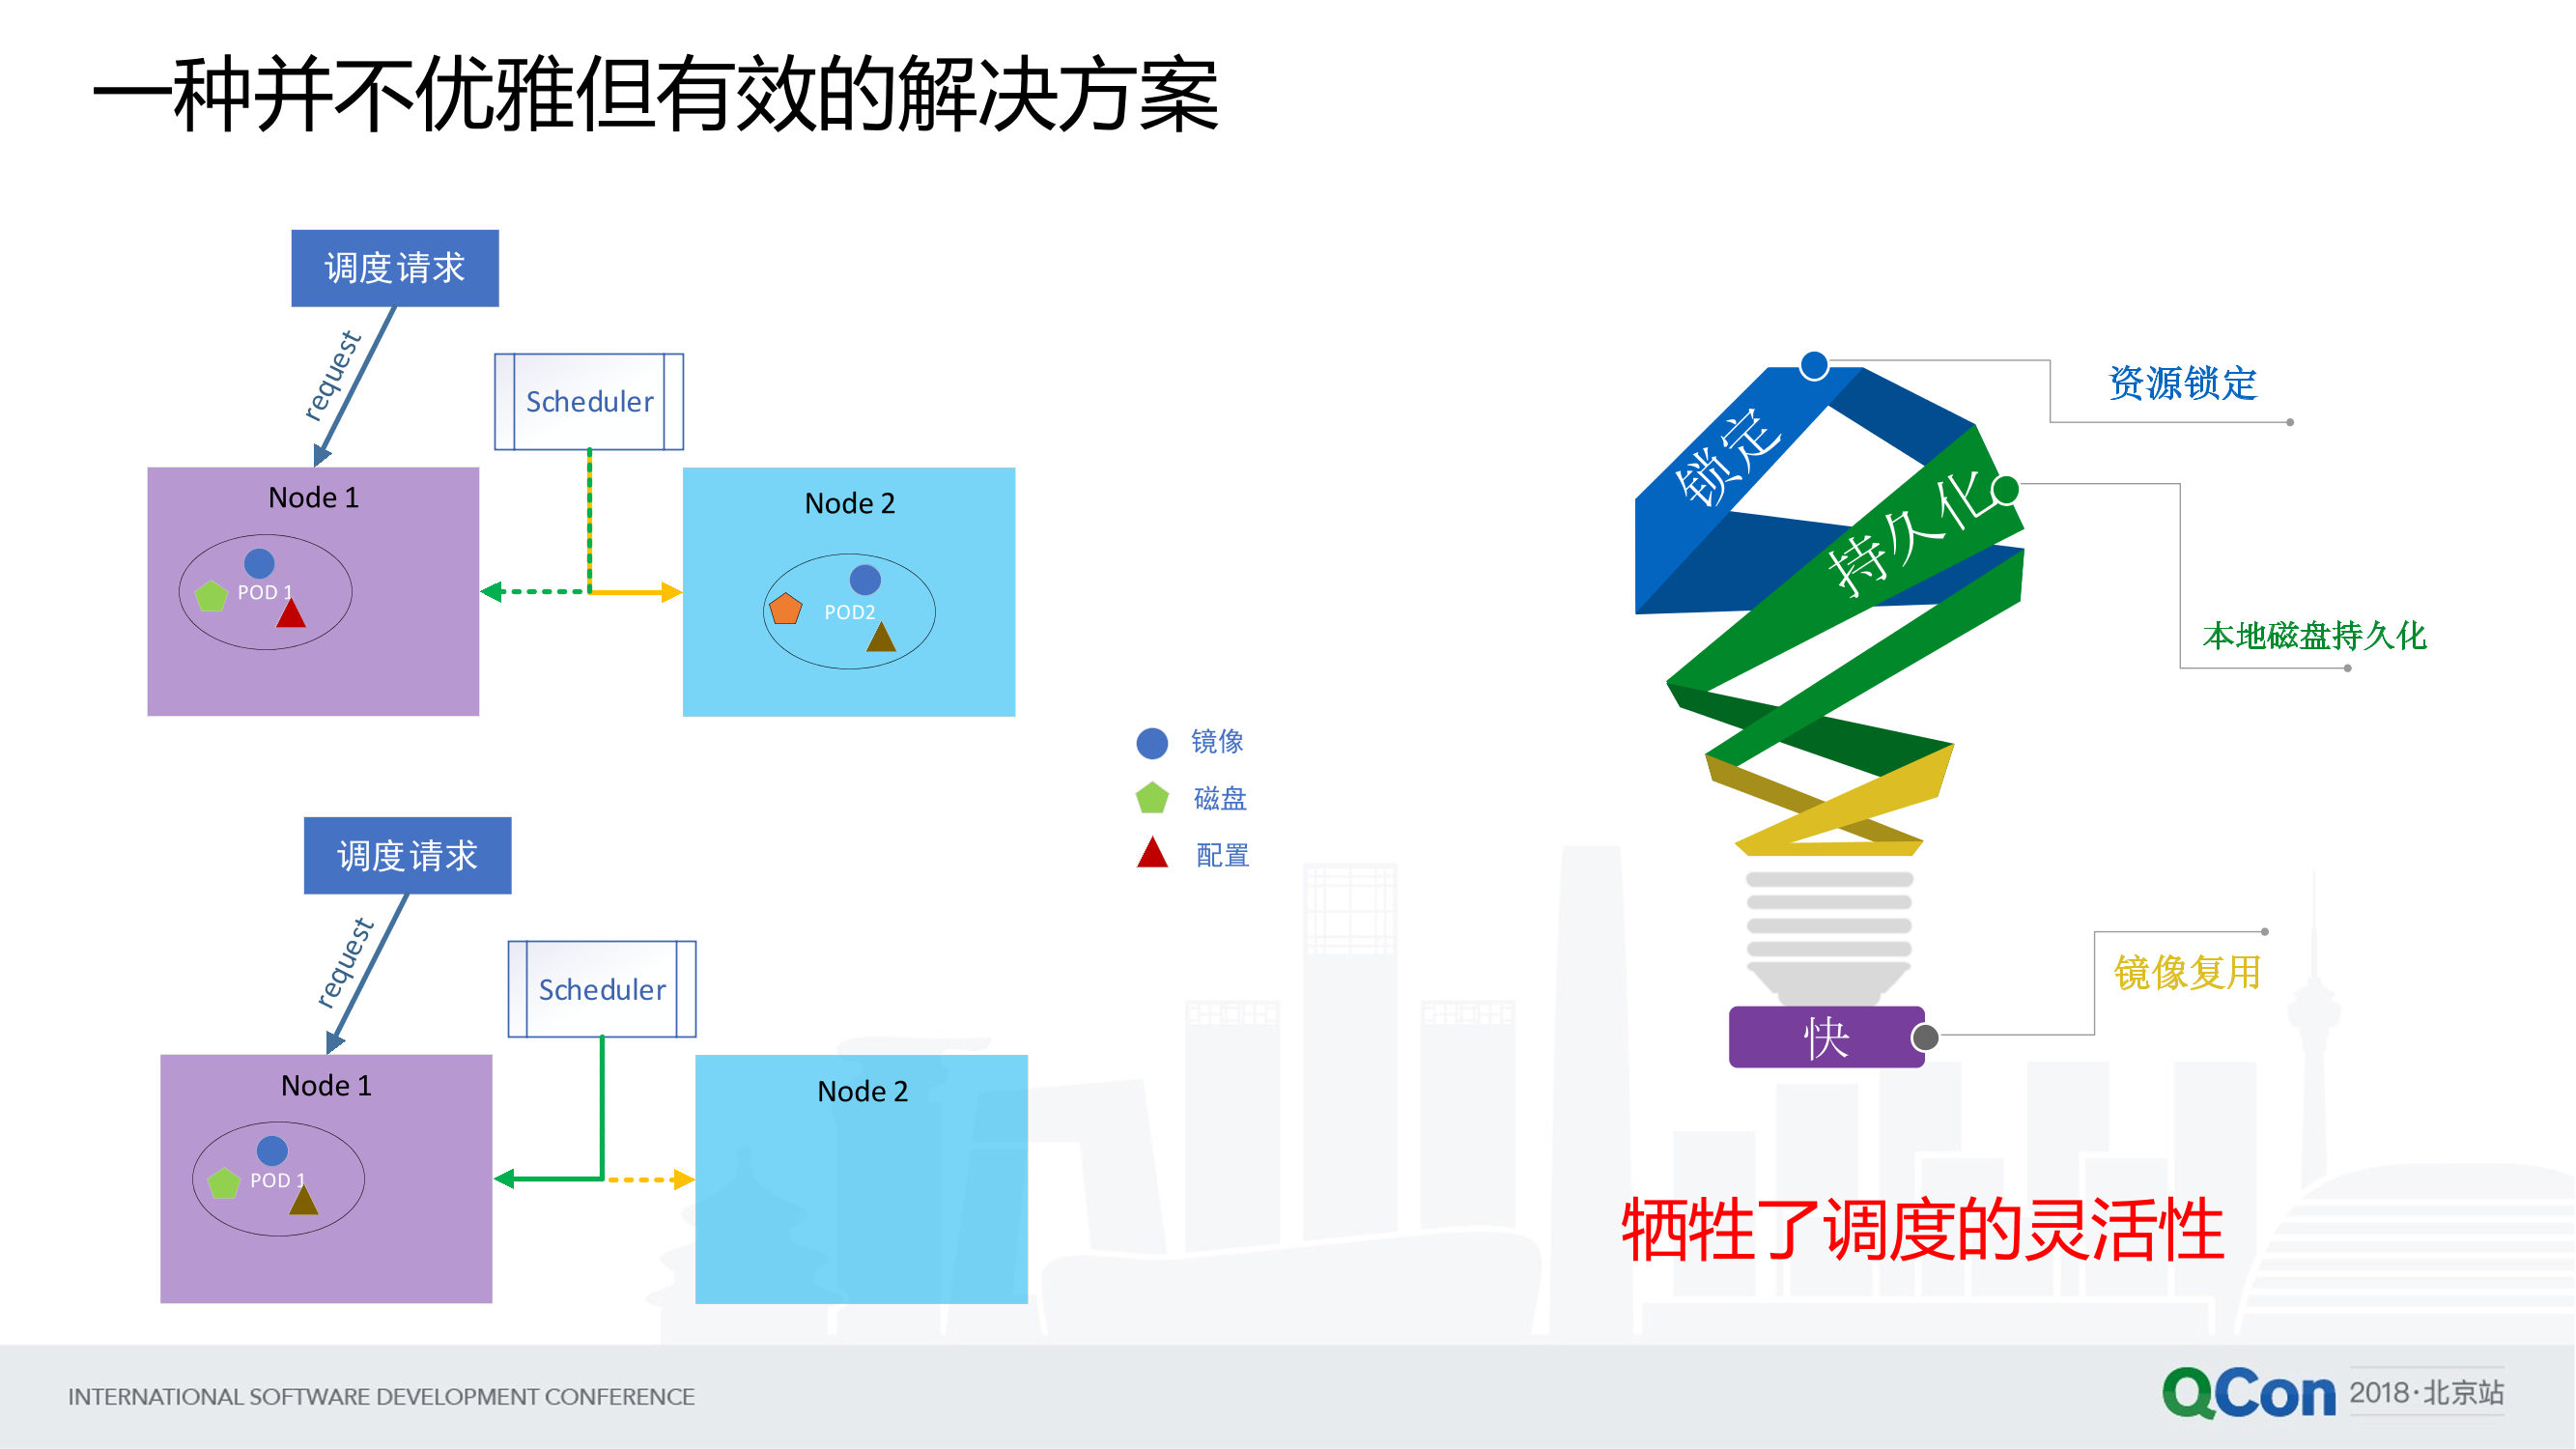 一种并不优雅但有效的解决方案
调度请求
request
Scheduler
Node 1
POD 1
Node 2
POD2
镜像
磁盘
配置
调度请求
request
Scheduler
Node 1
POD 1
Node 2
锁定
持久化
快
资源锁定
本地磁盘持久化
镜像复用
牺牲了调度的灵活性
INTERNATIONAL SOFTWARE DEVELOPMENT CONFERENCE
QCon 2018·北京站